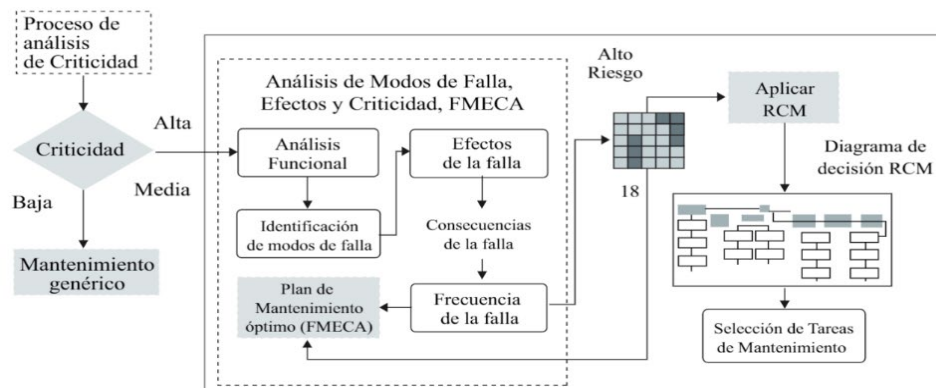 Proceso de
análisis
de Criticidad
Criticidad
Alta
Media
Baja
Mantenimiento
genérico
Análisis de Modos de Falla,
Efectos y Criticidad, FMECA
Análisis
Funcional
Identificación
de modos de falla
Efectos
de la falla
Consecuencias
de la falla
Frecuencia
de la falla
Plan de
Mantenimiento
óptimo (FMECA)
Alto
Riesgo
18
Aplicar
RCM
Diagrama de
decisión RCM
Selección de Tareas
de Mantenimiento